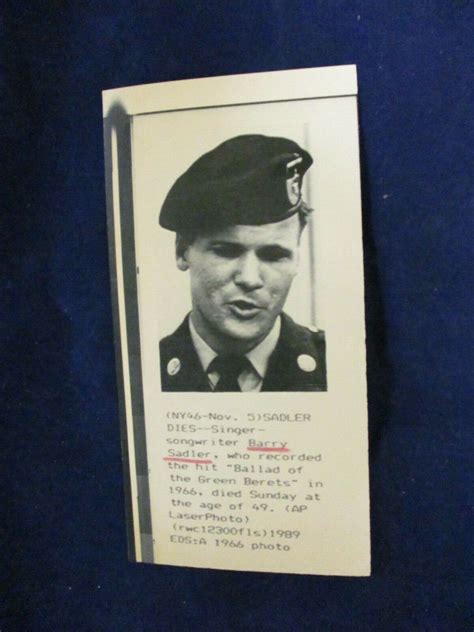 (NY46-Nov. 5)SADLER
DIES--Singer-
songwriter Barry
Sadler, who recorded
the hit "Ballad of
the Green Berets" in
1966, died Sunday at
the age of 49. (AP
LaserPhoto)
(rwc12300fls)1989
EDS:A 1966 photo